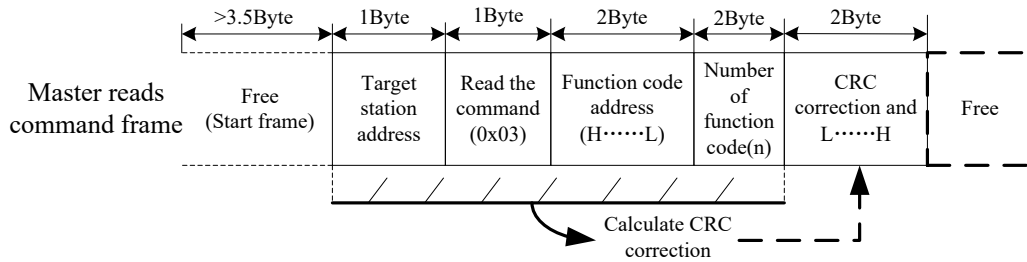 >3.5Byte 1Byte 1Byte 2Byte 2Byte 2Byte
Master reads
command frame
Free
(Start frame)
Target
station
address
Read the
command
(0x03)
Function code
address
(H······L)
Number
of
function
code(n)
CRC
correction and
L······H
Free
Calculate CRC
correction